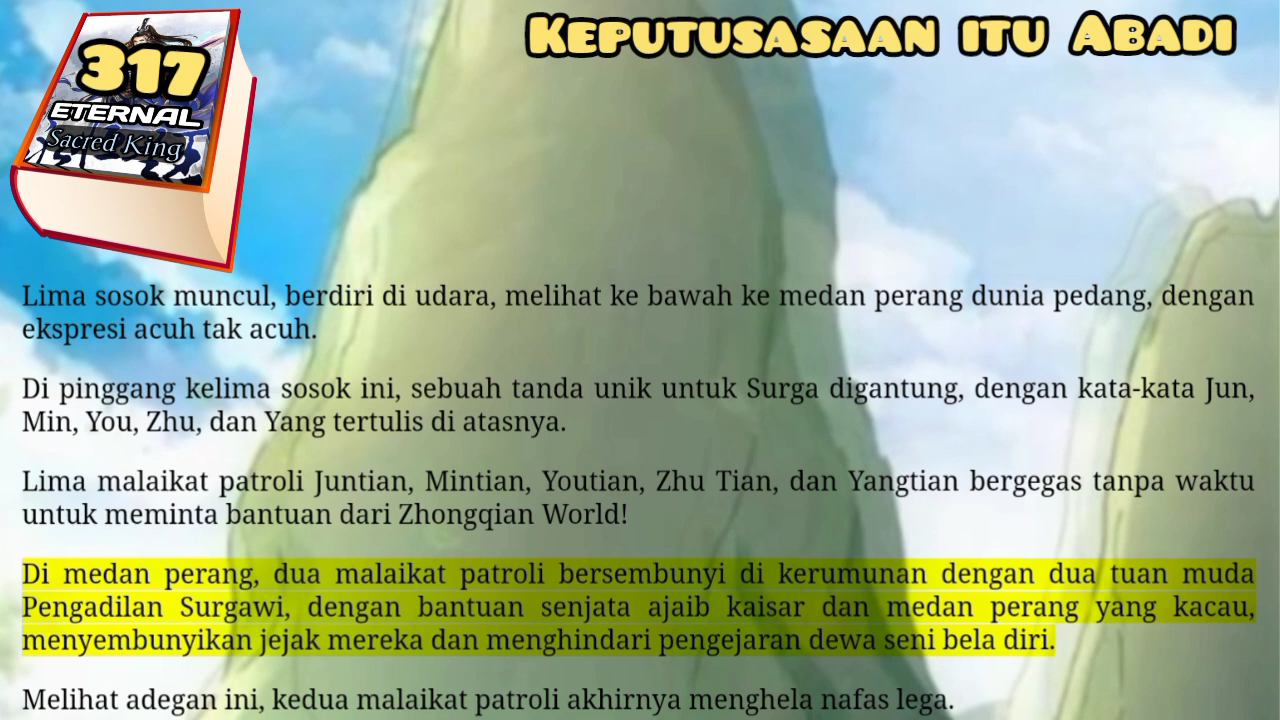 317
ETERNAL
Sacred King
Keputusasaan itu Abadi
Lima sosok muncul, berdiri di udara, melihat ke bawah ke medan perang dunia pedang, dengan
ekspresi acuh tak acuh.
Di pinggang kelima sosok ini, sebuah tanda unik untuk Surga digantung, dengan kata-kata Jun,
Min, You, Zhu, dan Yang tertulis di atasnya.
Lima malaikat patroli Juntian, Mintian, Youtian, Zhu Tian, dan Yangtian bergegas tanpa waktu
untuk meminta bantuan dari Zhongqian World!
Di medan perang, dua malaikat patroli bersembunyi di kerumunan dengan dua tuan muda
Pengadilan Surgawi, dengan bantuan senjata ajaib kaisar dan medan perang yang kacau,
menyembunyikan jejak mereka dan menghindari pengejaran dewa seni bela diri.
Melihat adegan ini, kedua malaikat patroli akhirnya menghela nafas lega.